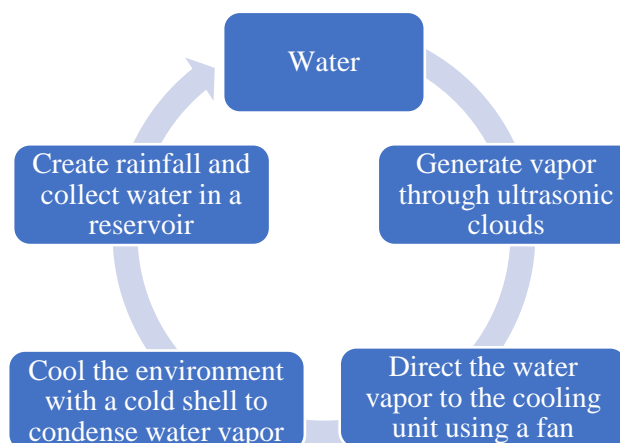 Water
Generate vapor
through ultrasonic
clouds
Direct the water
vapor to the cooling
unit using a fan
Cool the environment
with a cold shell to
condense water vapor
Create rainfall and
collect water in a
reservoir